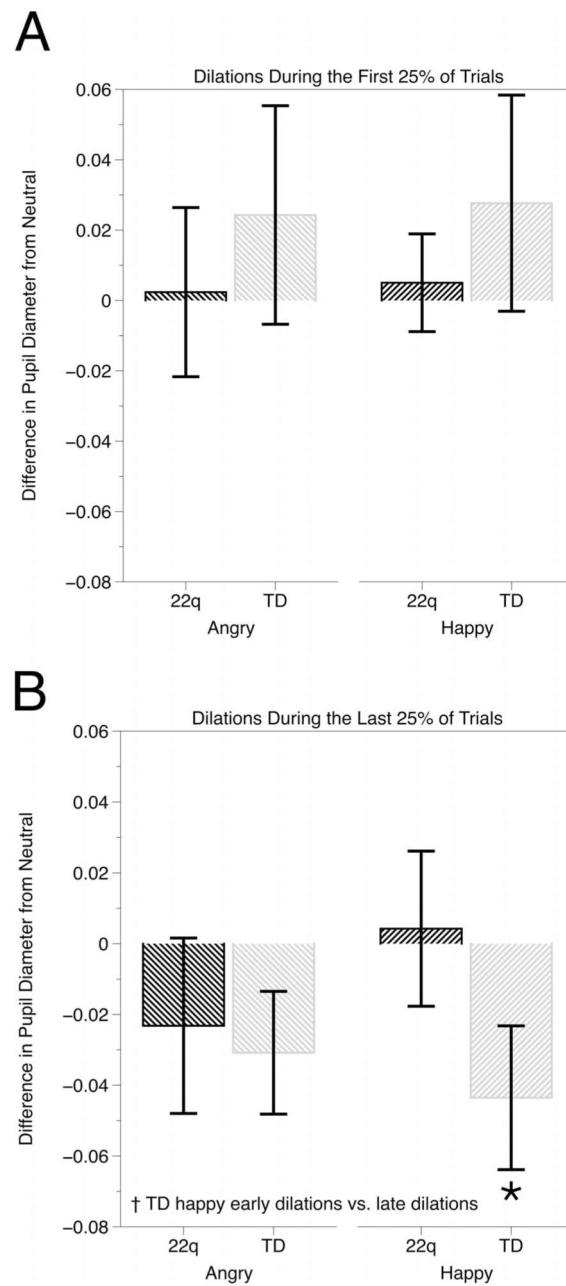 A
Dilations During the First 25% of Trials
Difference in Pupil Diameter from Neutral
0.06
0.04
0.02
0
−0.02
−0.04
−0.06
−0.08
22q TD 22q TD
Angry Happy
B
Dilations During the Last 25% of Trials
Difference in Pupil Diameter from Neutral
0.06
0.04
0.02
0
−0.02
−0.04
−0.06
−0.08
*
† TD happy early dilations vs. late dilations
22q TD 22q TD
Angry Happy